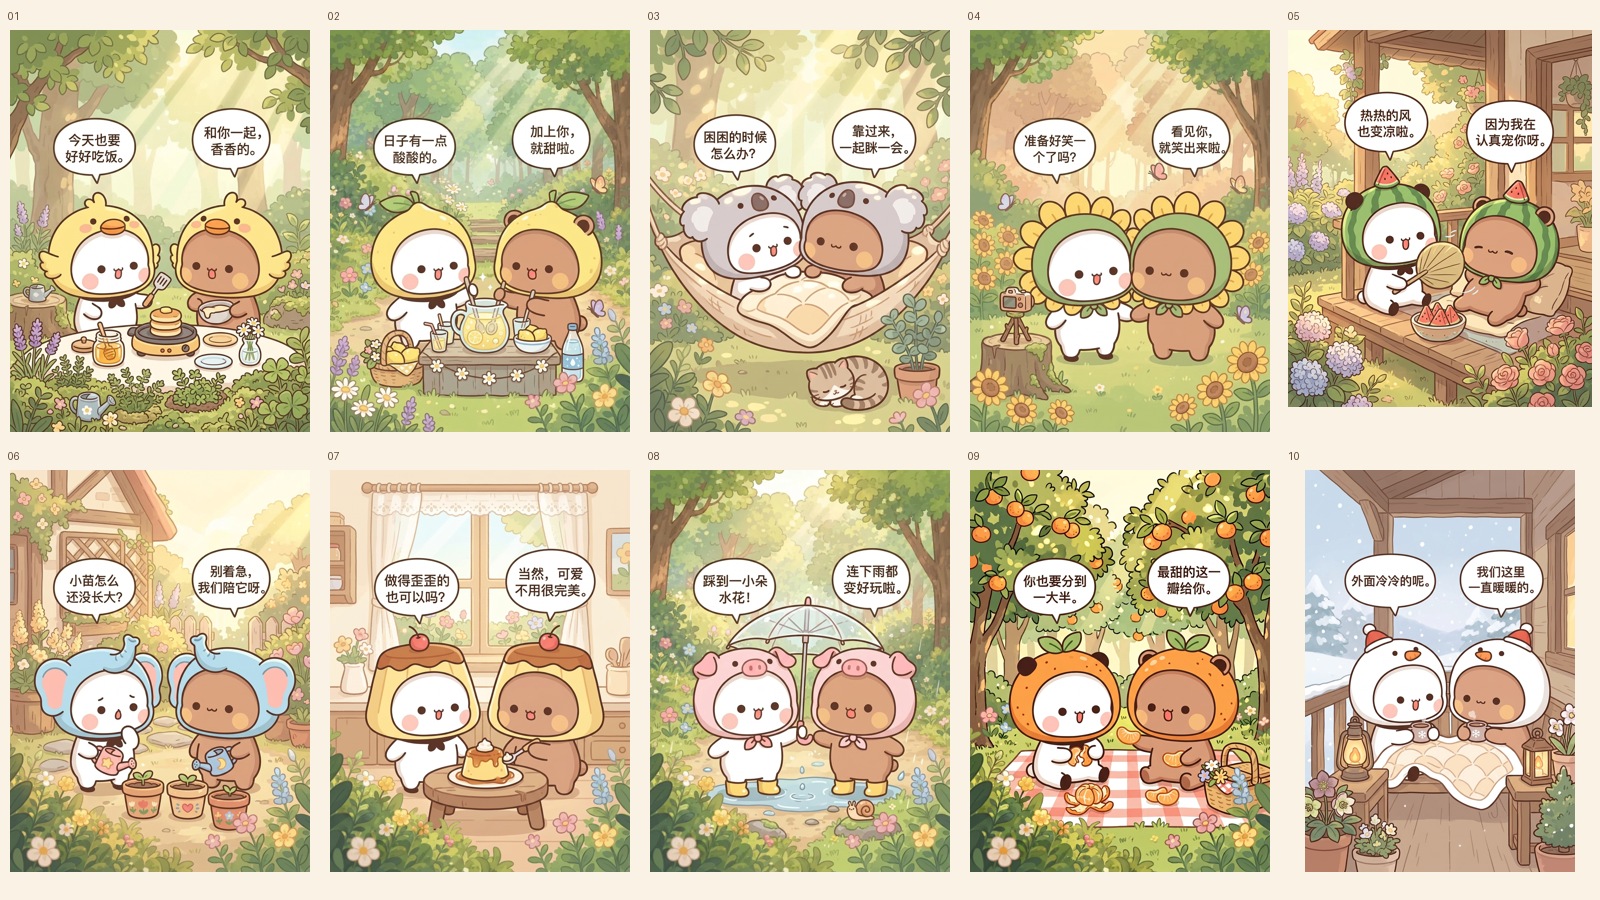 01
今天也要
好好吃饭。
和你一起，
香香的。
02
日子有一点
酸酸的。
加上你，
就甜啦。
03
困困的时候
怎么办？
靠过来，
一起眯一会。
04
准备好笑一
个了吗？
看见你，
就笑出来啦。
05
热热的风
也变凉啦。
因为我在
认真宠你呀。
06
小苗怎么
还没长大？
别着急，
我们陪它呀。
07
做得歪歪的
也可以吗？
当然，可爱
不用很完美。
08
踩到一小朵
水花！
连下雨都
变好玩啦。
09
你也要分到
一大半。
最甜的这一
瓣给你。
10
外面冷冷的呢。
我们这里
一直暖暖的。